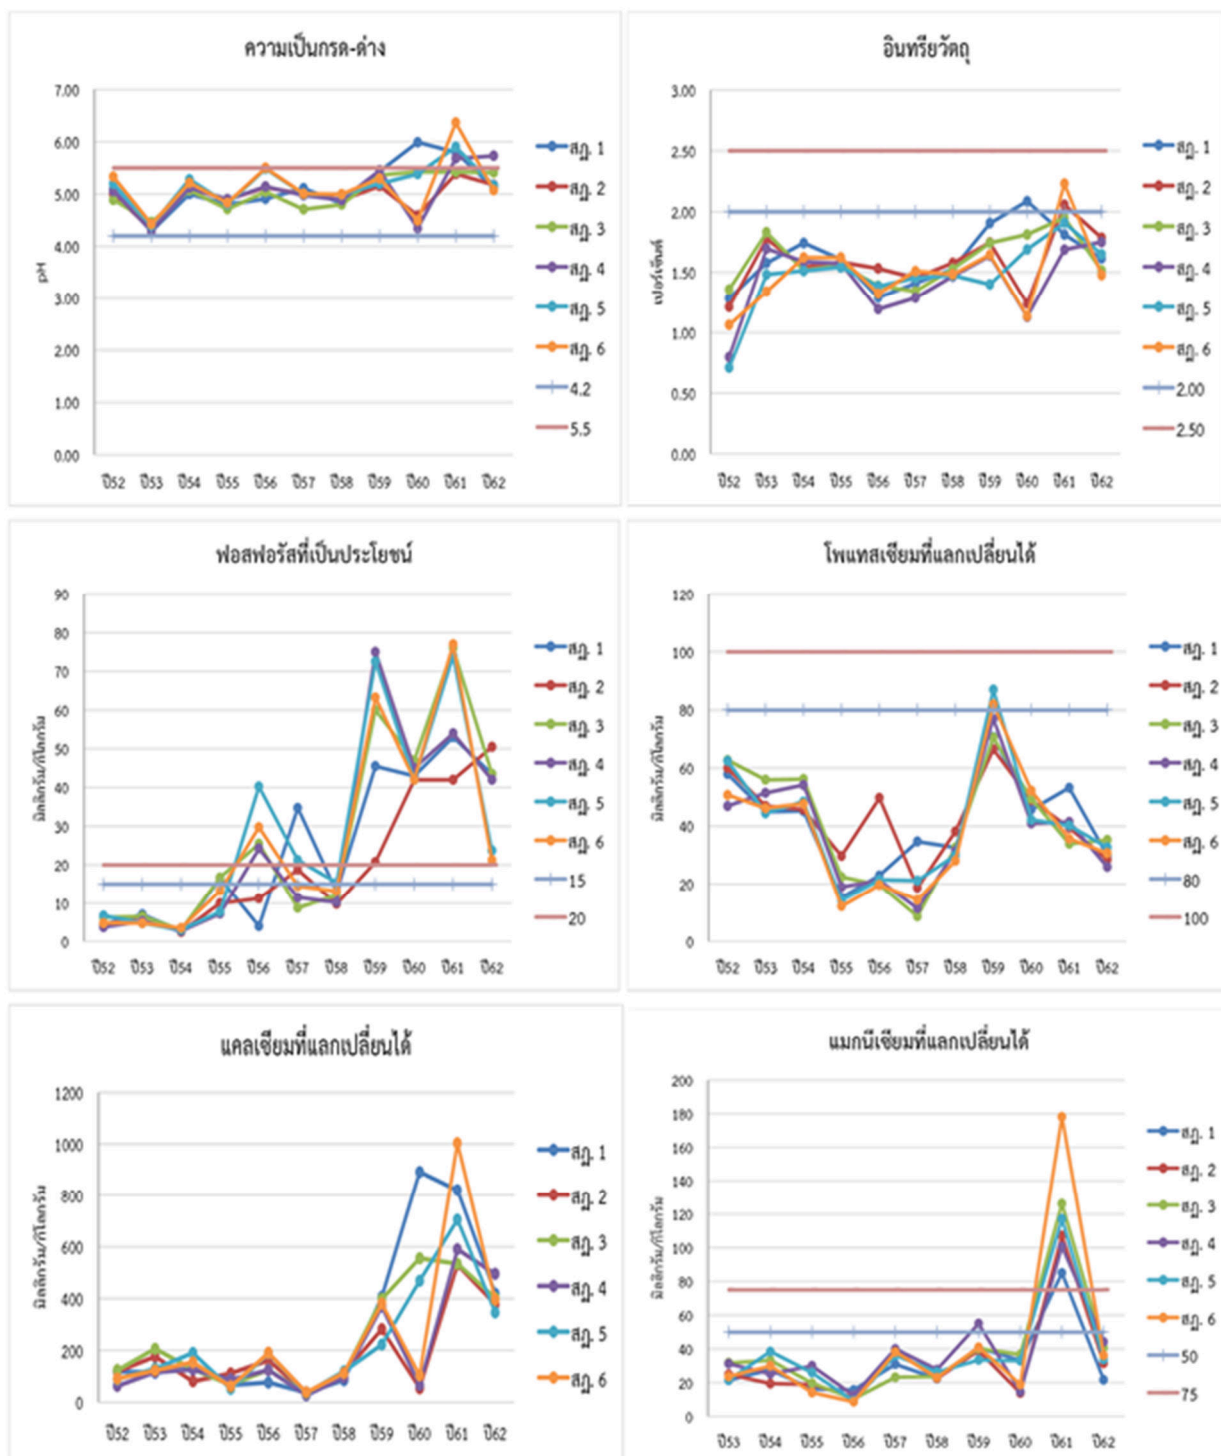 ความเป็นกรด-ด่าง
7.00
6.00
5.00
4.00
3.00
2.00
1.00
0.00
pH
ปี52 ปี53 ปี54 ปี55 ปี56 ปี57 ปี58 ปี59 ปี60 ปี61 ปี62
สฎ. 1
สฎ. 2
สฎ. 3
สฎ. 4
สฎ. 5
สฎ. 6
4.2
5.5
อินทรียวัตถุ
3.00
2.50
2.00
1.50
1.00
0.50
0.00
เปอร์เซ็นต์
ปี52 ปี53 ปี54 ปี55 ปี56 ปี57 ปี58 ปี59 ปี60 ปี61 ปี62
สฎ. 1
สฎ. 2
สฎ. 3
สฎ. 4
สฎ. 5
สฎ. 6
2.00
2.50
ฟอสฟอรัสที่เป็นประโยชน์
90
80
70
60
50
40
30
20
10
0
มิลลิกรัม/กิโลกรัม
ปี52 ปี53 ปี54 ปี55 ปี56 ปี57 ปี58 ปี59 ปี60 ปี61 ปี62
สฎ. 1
สฎ. 2
สฎ. 3
สฎ. 4
สฎ. 5
สฎ. 6
15
20
โพแทสเซียมที่แลกเปลี่ยนได้
120
100
80
60
40
20
0
มิลลิกรัม/กิโลกรัม
ปี52 ปี53 ปี54 ปี55 ปี56 ปี57 ปี58 ปี59 ปี60 ปี61 ปี62
สฎ. 1
สฎ. 2
สฎ. 3
สฎ. 4
สฎ. 5
สฎ. 6
80
100
แคลเซียมที่แลกเปลี่ยนได้
1200
1000
800
600
400
200
0
มิลลิกรัม/กิโลกรัม
ปี52 ปี53 ปี54 ปี55 ปี56 ปี57 ปี58 ปี59 ปี60 ปี61 ปี62
สฎ. 1
สฎ. 2
สฎ. 3
สฎ. 4
สฎ. 5
สฎ. 6
แมกนีเซียมที่แลกเปลี่ยนได้
200
180
160
140
120
100
80
60
40
20
0
มิลลิกรัม/กิโลกรัม
ปี53 ปี54 ปี55 ปี56 ปี57 ปี58 ปี59 ปี60 ปี61 ปี62
สฎ. 1
สฎ. 2
สฎ. 3
สฎ. 4
สฎ. 5
สฎ. 6
50
75